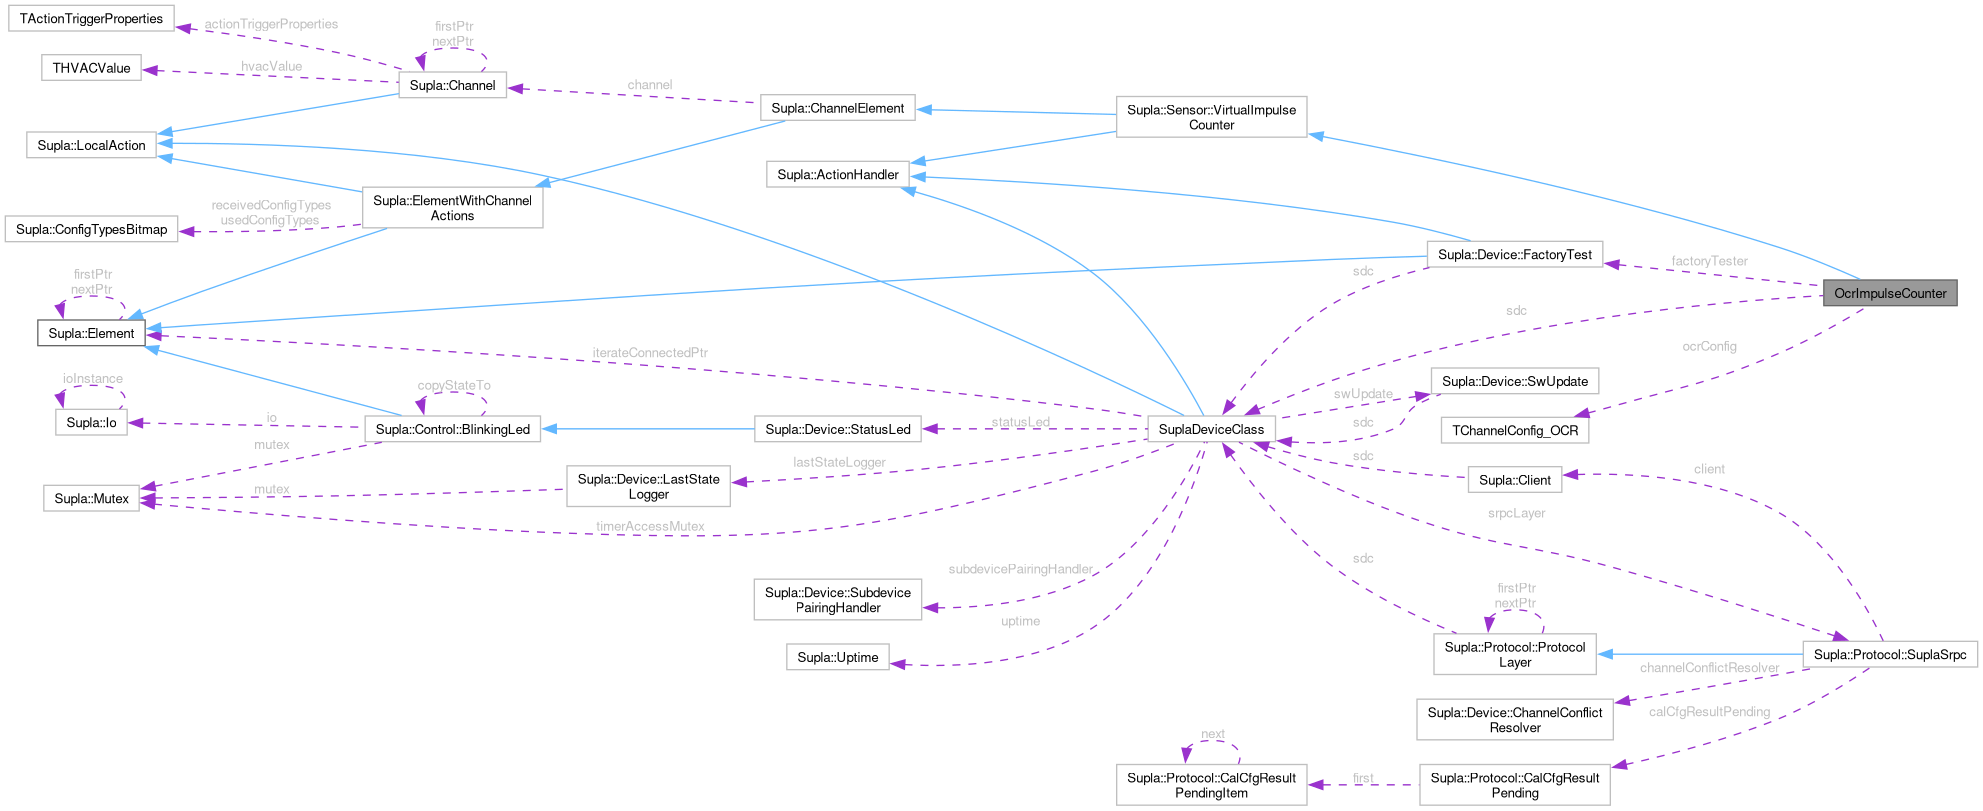 TActionTriggerProperties
actionTriggerProperties
firstPtr
nextPtr
THVACValue
hvacValue
Supla::Channel
channel
Supla::ChannelElement
Supla::Sensor::VirtualImpulse
Counter
Supla::LocalAction
Supla::ActionHandler
Supla::ElementWithChannel
Actions
receivedConfigTypes
usedConfigTypes
Supla::ConfigTypesBitmap
Supla::Device::FactoryTest
factoryTester
sdc
firstPtr
nextPtr
OcrImpulseCounter
sdc
Supla::Element
iterateConnectedPtr
ocrConfig
ioInstance
copyStateTo
Supla::Device::SwUpdate
swUpdate
Supla::Io
io
Supla::Control::BlinkingLed
Supla::Device::StatusLed
statusLed
SuplaDeviceClass
sdc
TChannelConfig_OCR
mutex
lastStateLogger
sdc
client
Supla::Device::LastState
Logger
Supla::Client
Supla::Mutex
mutex
timerAccessMutex
srpcLayer
subdevicePairingHandler
sdc
Supla::Device::Subdevice
PairingHandler
firstPtr
nextPtr
uptime
Supla::Uptime
Supla::Protocol::Protocol
Layer
Supla::Protocol::SuplaSrpc
channelConflictResolver
Supla::Device::ChannelConflict
Resolver
calCfgResultPending
next
Supla::Protocol::CalCfgResult
PendingItem
first
Supla::Protocol::CalCfgResult
Pending